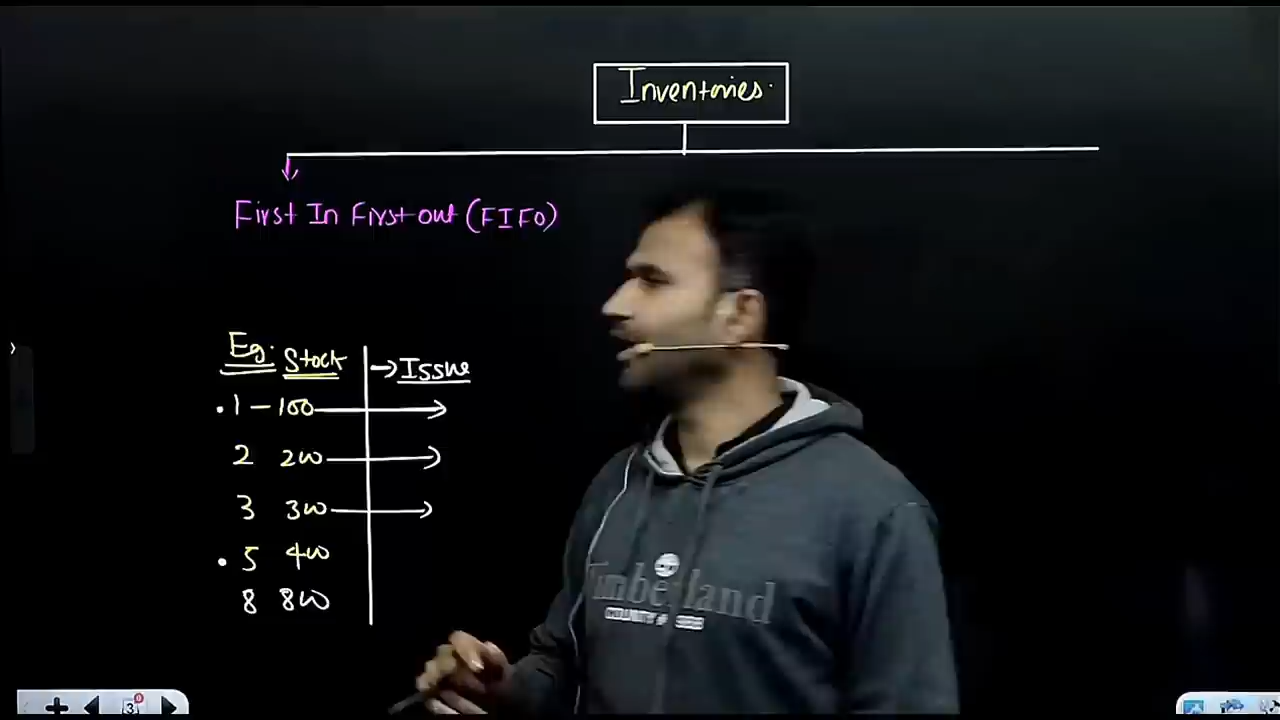 Inventories.
First In First out (FIFO)
Eg. Stock → Issue
1 – 100
2 200
3 300
5 400
8 800
Timberland
3